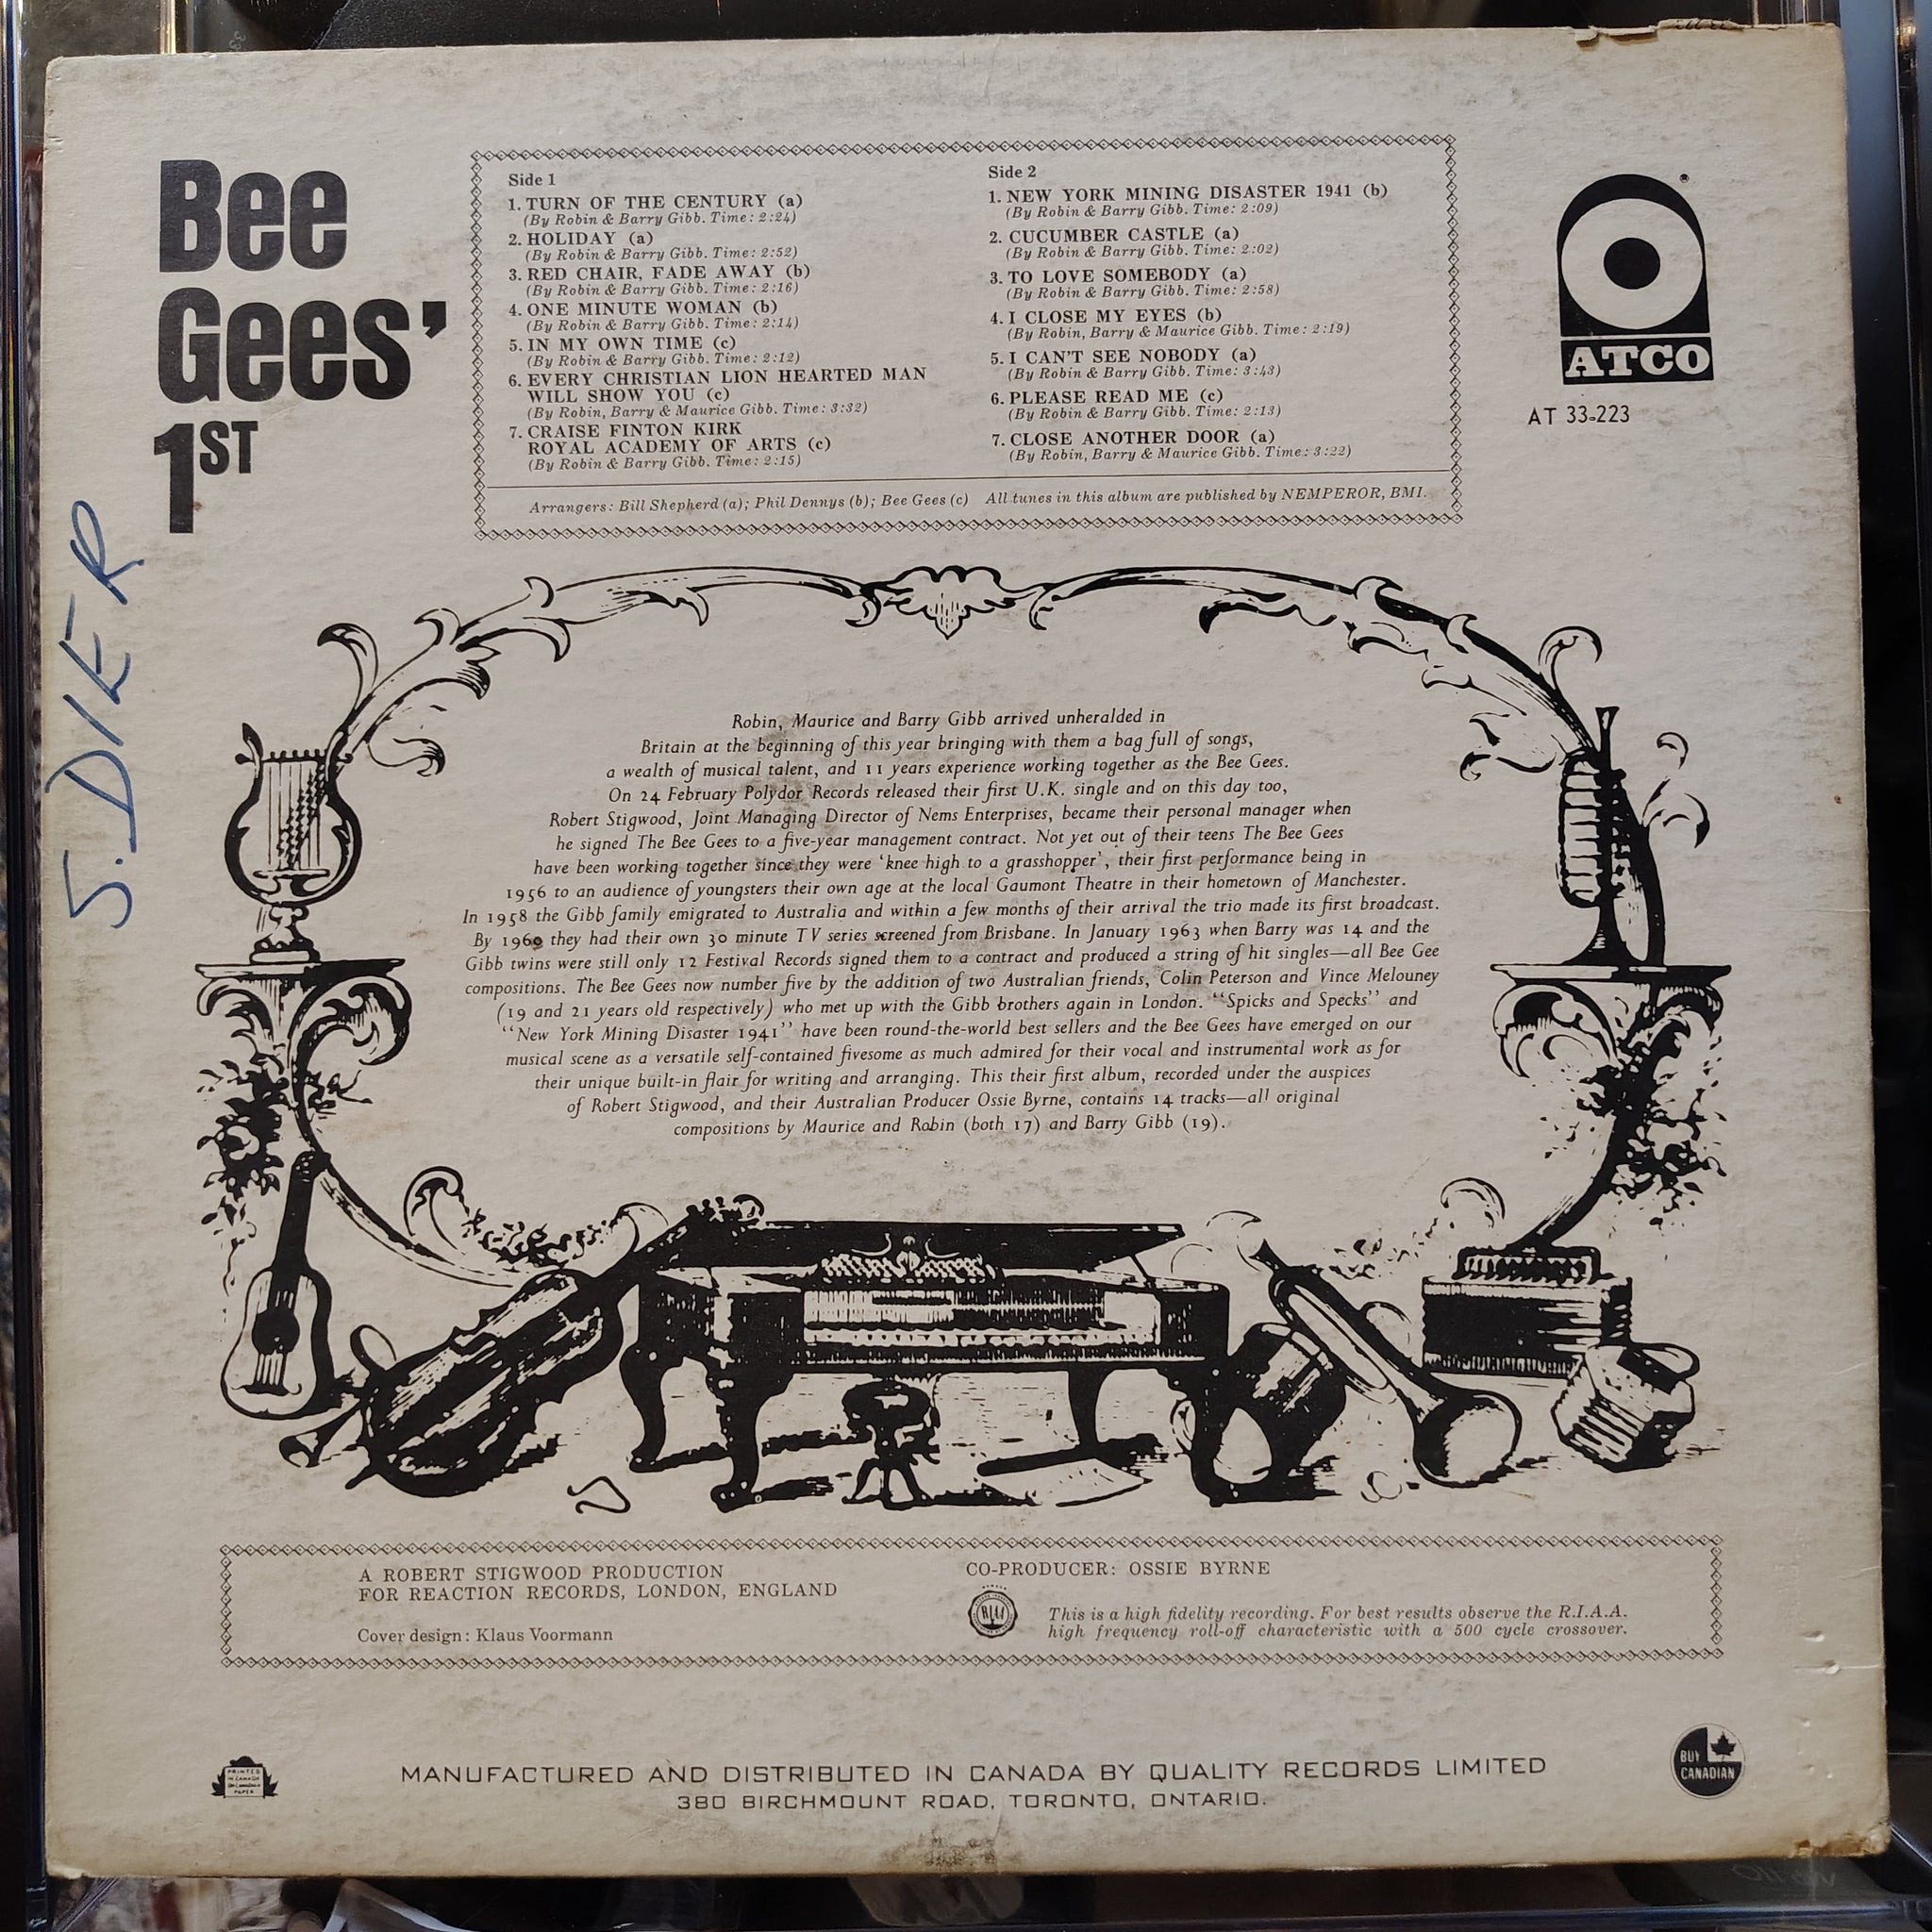 Bee
Gees'
1ST
Side 1
1. TURN OF THE CENTURY (a)
(By Robin & Barry Gibb. Time: 2:24)
2. HOLIDAY (a)
(By Robin & Barry Gibb. Time: 2:52)
3. RED CHAIR, FADE AWAY (b)
(By Robin & Barry Gibb. Time: 2:16)
4. ONE MINUTE WOMAN (b)
(By Robin & Barry Gibb. Time: 2:14)
5. IN MY OWN TIME (c)
(By Robin & Barry Gibb. Time: 2:12)
6. EVERY CHRISTIAN LION HEARTED MAN
WILL SHOW YOU (c)
(By Robin, Barry & Maurice Gibb. Time: 3:32)
7. CRAISE FINTON KIRK
ROYAL ACADEMY OF ARTS (c)
(By Robin & Barry Gibb. Time: 2:15)
Side 2
1. NEW YORK MINING DISASTER 1941 (b)
(By Robin & Barry Gibb. Time: 2:09)
2. CUCUMBER CASTLE (a)
(By Robin & Barry Gibb. Time: 2:02)
3. TO LOVE SOMEBODY (a)
(By Robin & Barry Gibb. Time: 2:58)
4. I CLOSE MY EYES (b)
(By Robin, Barry & Maurice Gibb. Time: 2:19)
5. I CAN'T SEE NOBODY (a)
(By Robin & Barry Gibb. Time: 3:43)
6. PLEASE READ ME (c)
(By Robin & Barry Gibb. Time: 2:13)
7. CLOSE ANOTHER DOOR (a)
(By Robin, Barry & Maurice Gibb. Time: 3:22)
Arrangers: Bill Shepherd (a); Phil Dennys (b); Bee Gees (c) All tunes in this album are published by NEMPEROR, BMI.
ATCO
AT 33-223
S. DIER
Robin, Maurice and Barry Gibb arrived unheralded in
Britain at the beginning of this year bringing with them a bag full of songs,
a wealth of musical talent, and 11 years experience working together as the Bee Gees.
On 24 February Polydor Records released their first U.K. single and on this day too,
Robert Stigwood, Joint Managing Director of Nems Enterprises, became their personal manager when
he signed The Bee Gees to a five-year management contract. Not yet out of their teens The Bee Gees
have been working together since they were 'knee high to a grasshopper', their first performance being in
1956 to an audience of youngsters their own age at the local Gaumont Theatre in their hometown of Manchester.
In 1958 the Gibb family emigrated to Australia and within a few months of their arrival the trio made its first broadcast.
By 1960 they had their own 30 minute TV series screened from Brisbane. In January 1963 when Barry was 14 and the
Gibb twins were still only 12 Festival Records signed them to a contract and produced a string of hit singles—all Bee Gee
compositions. The Bee Gees now number five by the addition of two Australian friends, Colin Peterson and Vince Melouney
(19 and 21 years old respectively) who met up with the Gibb brothers again in London. "Spicks and Specks" and
"New York Mining Disaster 1941" have been round-the-world best sellers and the Bee Gees have emerged on our
musical scene as a versatile self-contained fivesome as much admired for their vocal and instrumental work as for
their unique built-in flair for writing and arranging. This their first album, recorded under the auspices
of Robert Stigwood, and their Australian Producer Ossie Byrne, contains 14 tracks—all original
compositions by Maurice and Robin (both 17) and Barry Gibb (19).
A ROBERT STIGWOOD PRODUCTION
FOR REACTION RECORDS, LONDON, ENGLAND
Cover design: Klaus Voormann
CO-PRODUCER: OSSIE BYRNE
This is a high fidelity recording. For best results observe the R.I.A.A.
high frequency roll-off characteristic with a 500 cycle crossover.
PRINTED
IN CANADA
ON CANADIAN
PAPER
MANUFACTURED AND DISTRIBUTED IN CANADA BY QUALITY RECORDS LIMITED
380 BIRCHMOUNT ROAD, TORONTO, ONTARIO.
BUY
CANADIAN